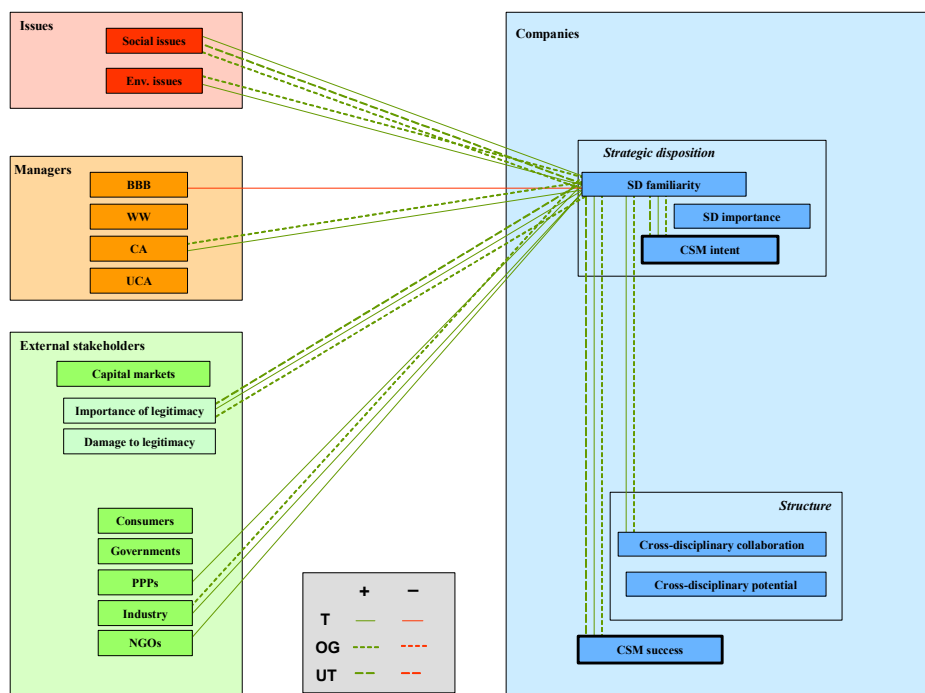 Issues
Social issues
Env. issues
Managers
BBB
WW
CA
UCA
External stakeholders
Capital markets
Importance of legitimacy
Damage to legitimacy
Consumers
Governments
PPPs
Industry
NGOs
+ −
T
OG
UT
Companies
Strategic disposition
SD familiarity
SD importance
CSM intent
Structure
Cross-disciplinary collaboration
Cross-disciplinary potential
CSM success